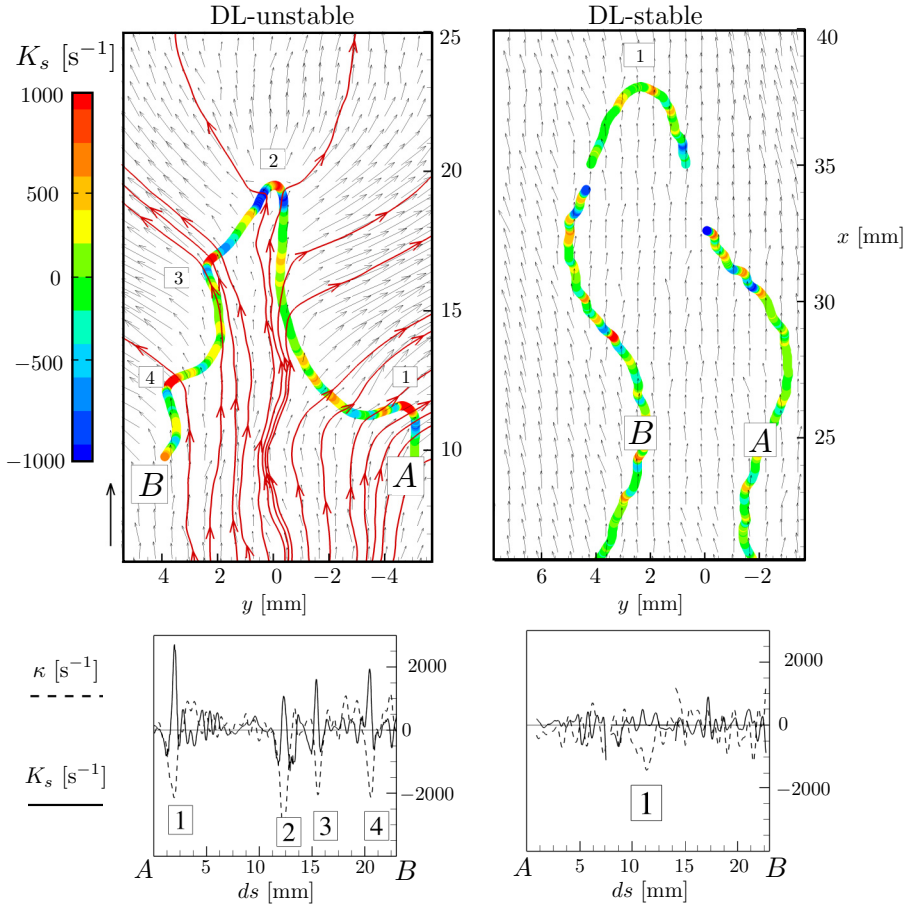 DL-unstable
DL-stable
K_s [s⁻¹]
1000
500
0
−500
−1000
25
20
15
10
2
3
4
1
B
A
4 2 0 −2 −4
y [mm]
40
35
30
25
x [mm]
1
B
A
6 4 2 0 −2
y [mm]
κ [s⁻¹]
K_s [s⁻¹]
2000
0
−2000
1 2 3 4
A 5 10 15 20 B
ds [mm]
2000
0
−2000
1
A 5 10 15 20 B
ds [mm]